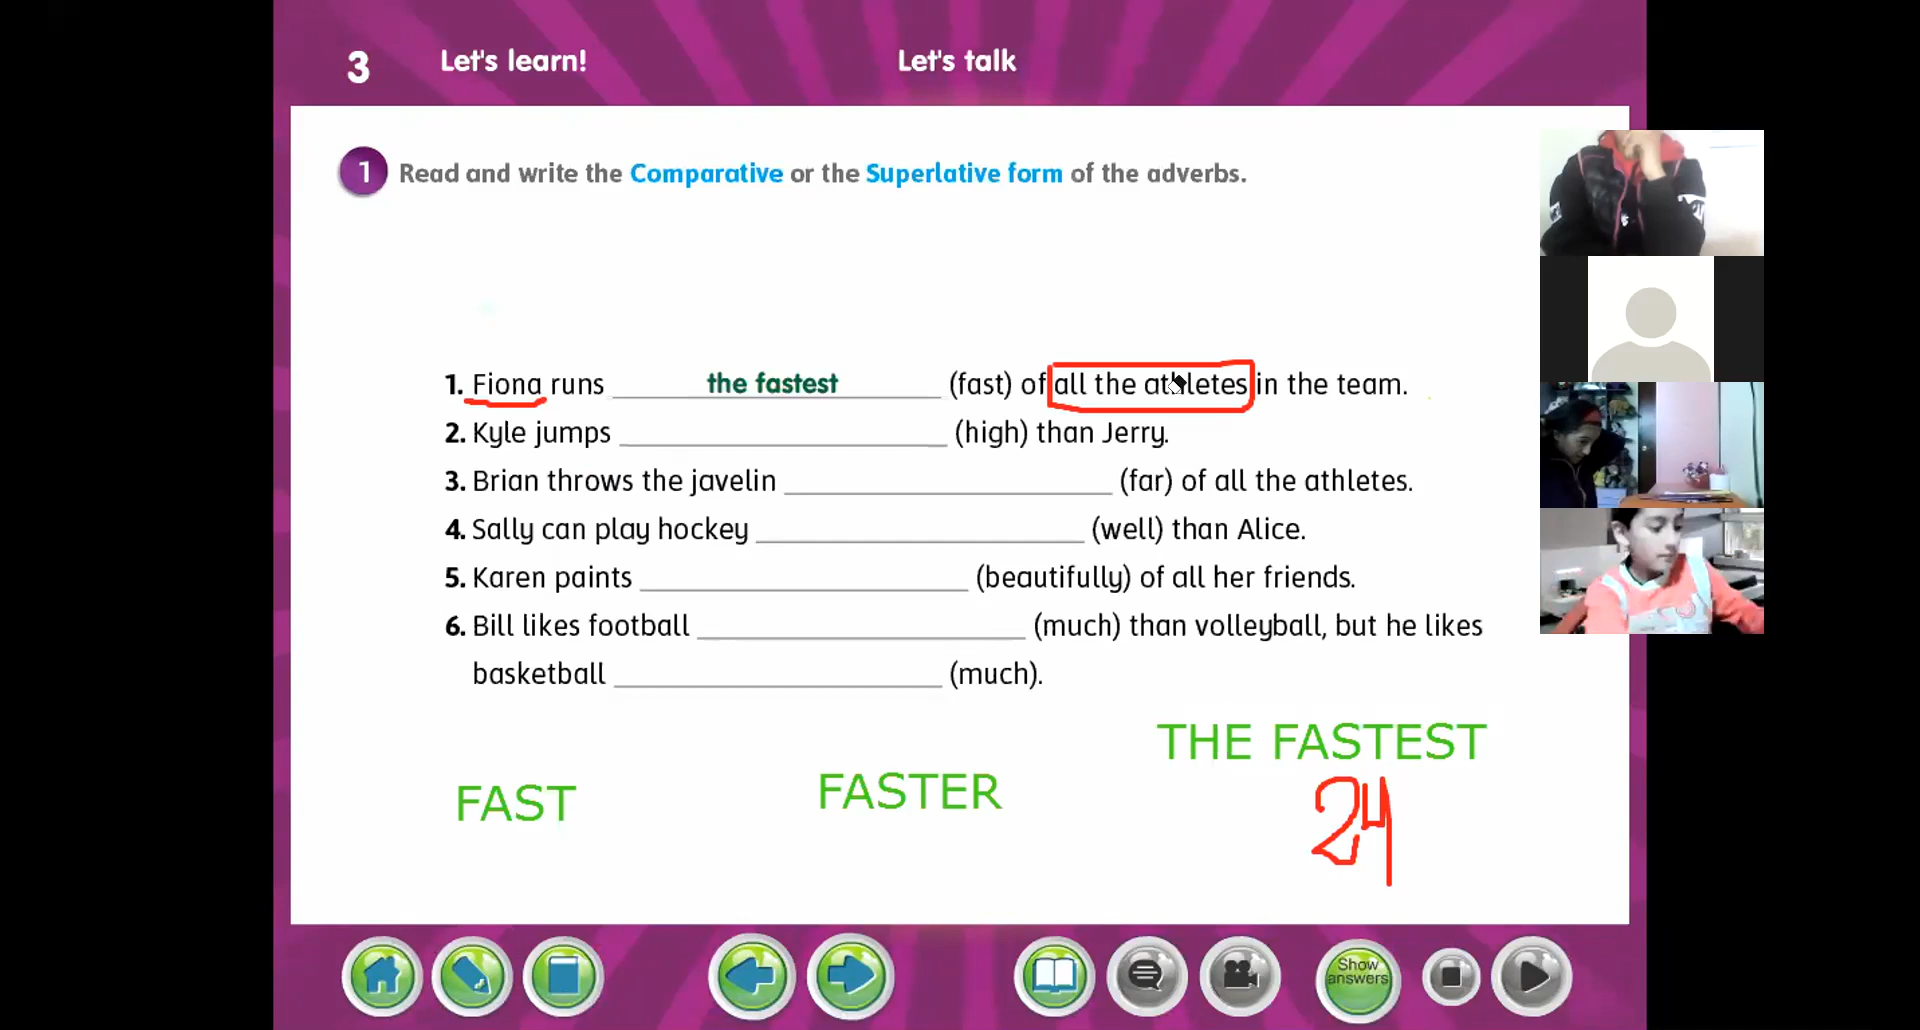 3 Let's learn! Let's talk
1 Read and write the Comparative or the Superlative form of the adverbs.
1. Fiona runs the fastest (fast) of all the athletes in the team.
2. Kyle jumps (high) than Jerry.
3. Brian throws the javelin (far) of all the athletes.
4. Sally can play hockey (well) than Alice.
5. Karen paints (beautifully) of all her friends.
6. Bill likes football (much) than volleyball, but he likes
basketball (much).
THE FASTEST
FAST FASTER
24
Show
answers